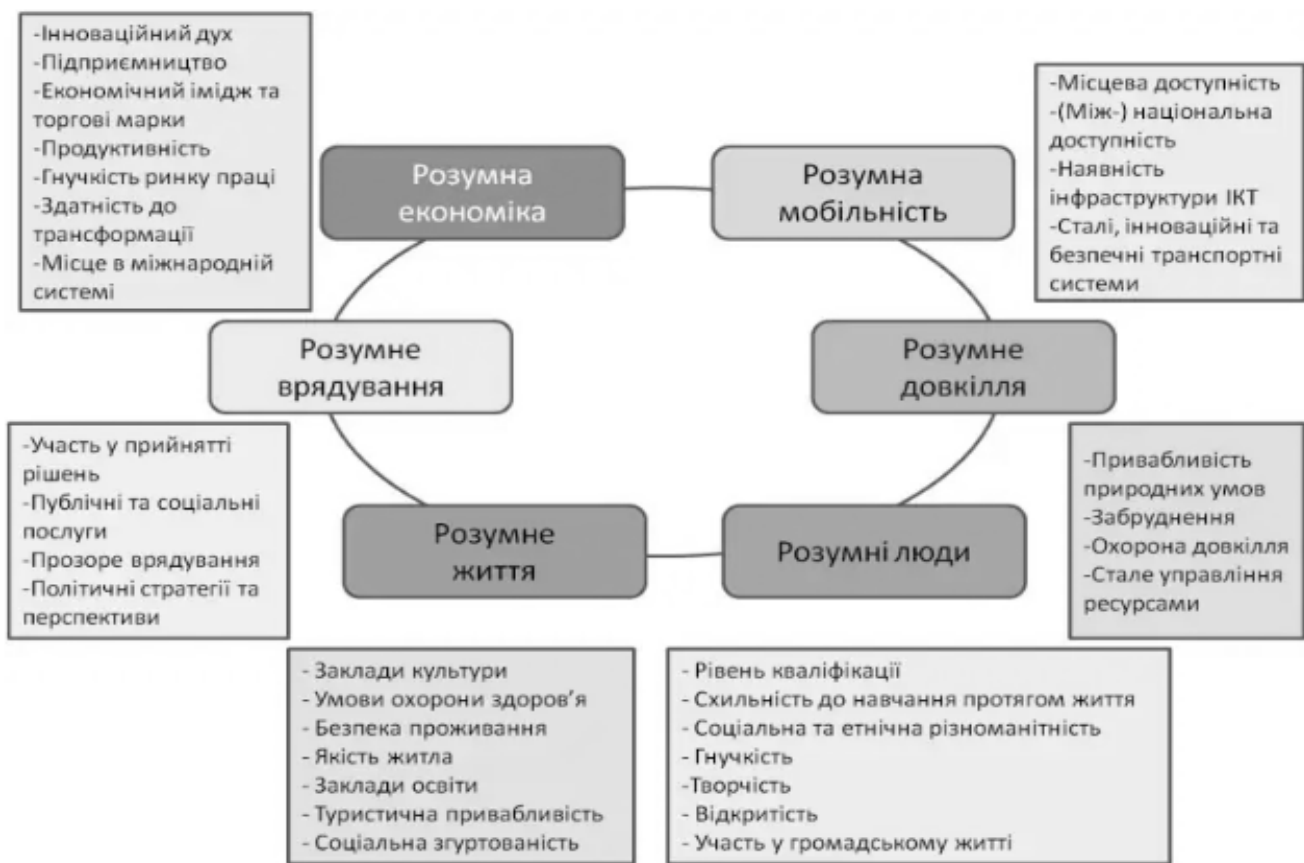 -Інноваційний дух
-Підприємництво
-Економічний імідж та
торгові марки
-Продуктивність
-Гнучкість ринку праці
-Здатність до
трансформації
-Місце в міжнародній
системі
Розумна
економіка
Розумна
мобільність
-Місцева доступність
-(Між-) національна
доступність
-Наявність
інфраструктури ІКТ
-Сталі, інноваційні та
безпечні транспортні
системи
Розумне
врядування
Розумне
довкілля
-Участь у прийнятті
рішень
-Публічні та соціальні
послуги
-Прозоре врядування
-Політичні стратегії та
перспективи
Розумне
життя
Розумні люди
-Привабливість
природних умов
-Забруднення
-Охорона довкілля
-Стале управління
ресурсами
- Заклади культури
- Умови охорони здоров’я
- Безпека проживання
- Якість житла
- Заклади освіти
- Туристична привабливість
- Соціальна згуртованість
- Рівень кваліфікації
- Схильність до навчання протягом життя
- Соціальна та етнічна різноманітність
- Гнучкість
-Творчість
- Відкритість
- Участь у громадському житті